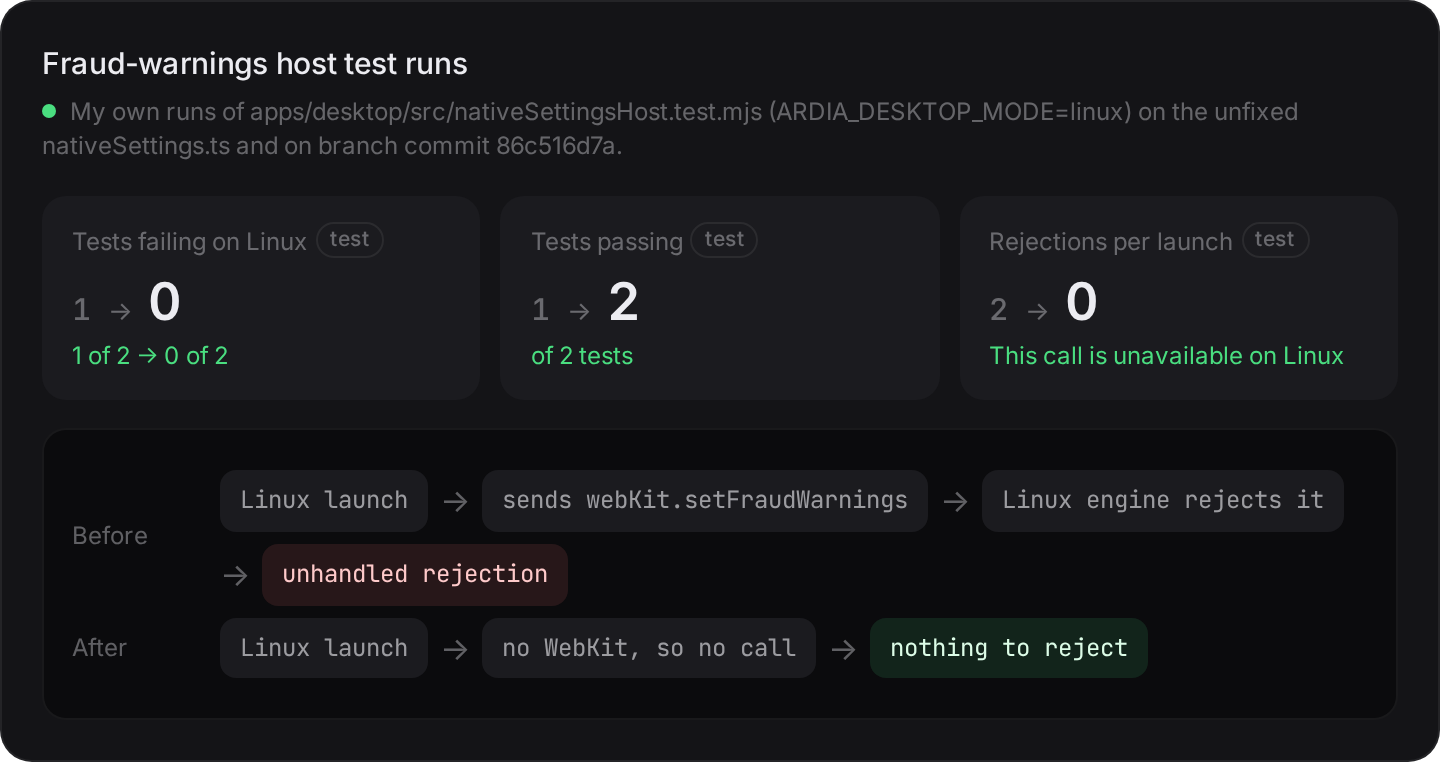 Fraud-warnings host test runs
My own runs of apps/desktop/src/nativeSettingsHost.test.mjs (ARDIA_DESKTOP_MODE=linux) on the unfixed
nativeSettings.ts and on branch commit 86c516d7a.
Tests failing on Linux test
1 → 0
1 of 2 → 0 of 2
Tests passing test
1 → 2
of 2 tests
Rejections per launch test
2 → 0
This call is unavailable on Linux
Before
Linux launch → sends webKit.setFraudWarnings → Linux engine rejects it
→ unhandled rejection
After
Linux launch → no WebKit, so no call → nothing to reject